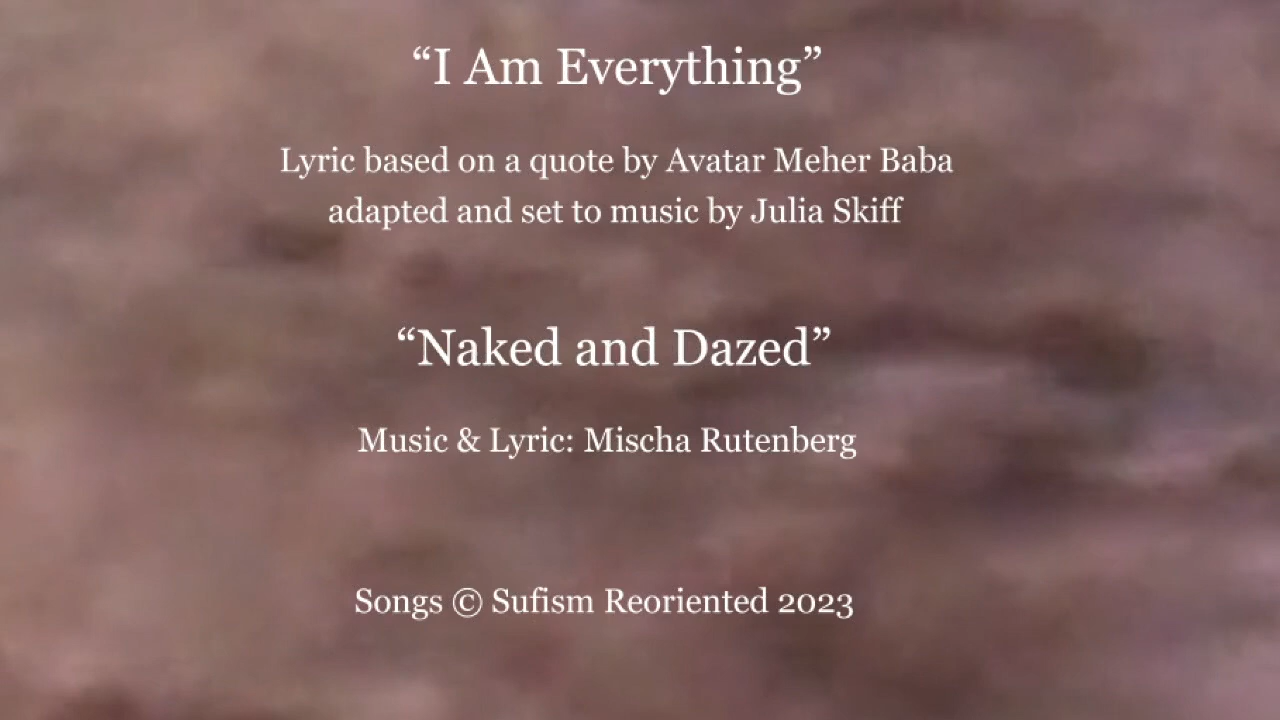 “I Am Everything”
Lyric based on a quote by Avatar Meher Baba
adapted and set to music by Julia Skiff
“Naked and Dazed”
Music & Lyric: Mischa Rutenberg
Songs © Sufism Reoriented 2023